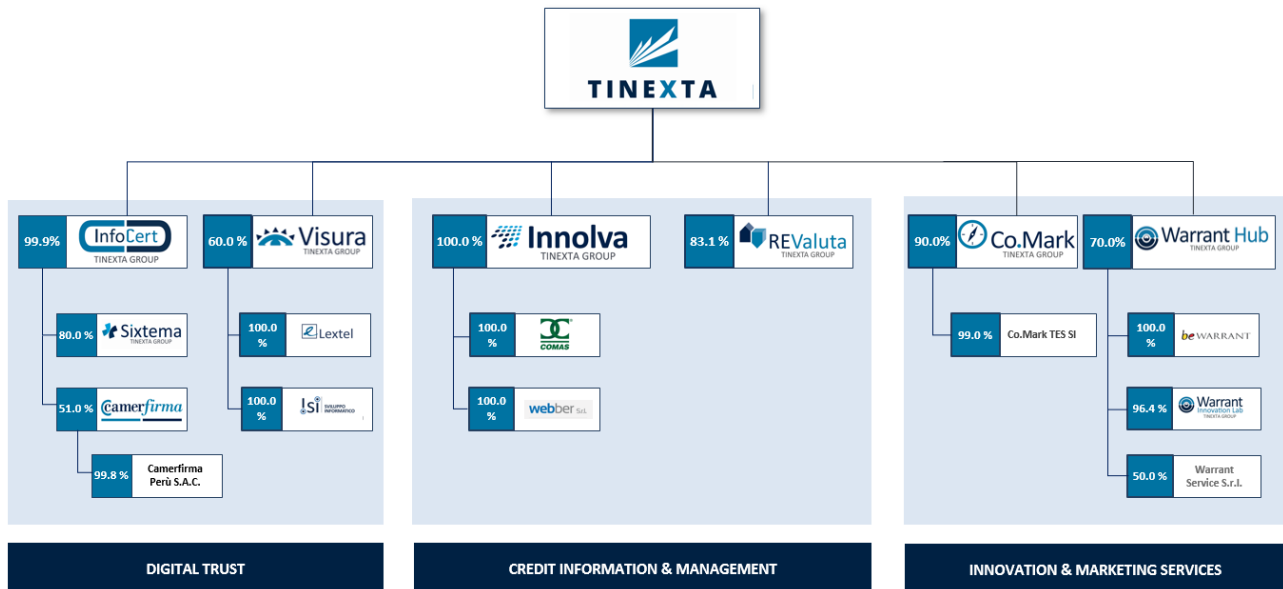 TINEXTA
99.9%
InfoCert
TINEXTA GROUP
60.0 %
Visura
TINEXTA GROUP
100.0 %
Innolva
TINEXTA GROUP
83.1 %
REValuta
TINEXTA GROUP
90.0%
Co.Mark
TINEXTA GROUP
70.0%
Warrant Hub
TINEXTA GROUP
80.0 %
Sixtema
TINEXTA GROUP
100.0
%
Lextel
100.0
%
COMAS
99.0 %
Co.Mark TES SI
100.0
%
beWARRANT
51.0 %
Camerfirma
100.0
%
isi
SVILUPPO
INFORMATICO
100.0
%
webber S.r.l.
96.4 %
Warrant
Innovation Lab
TINEXTA GROUP
99.8 %
Camerfirma
Perù S.A.C.
50.0 %
Warrant
Service S.r.l.
DIGITAL TRUST
CREDIT INFORMATION & MANAGEMENT
INNOVATION & MARKETING SERVICES